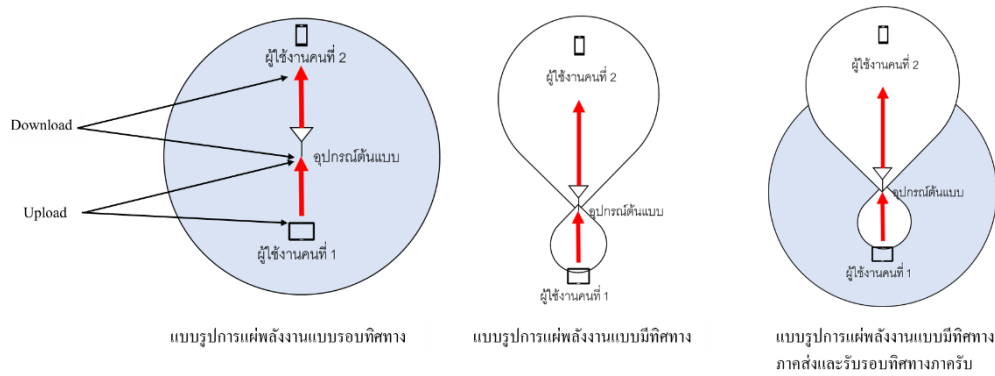 ผู้ใช้งานคนที่ 2
Download
อุปกรณ์ต้นแบบ
Upload
ผู้ใช้งานคนที่ 1
แบบรูปการแผ่พลังงานแบบรอบทิศทาง
ผู้ใช้งานคนที่ 2
อุปกรณ์ต้นแบบ
ผู้ใช้งานคนที่ 1
แบบรูปการแผ่พลังงานแบบมีทิศทาง
ผู้ใช้งานคนที่ 2
อุปกรณ์ต้นแบบ
ผู้ใช้งานคนที่ 1
แบบรูปการแผ่พลังงานแบบมีทิศทาง
ภาคส่งและรับรอบทิศทางภาครับ